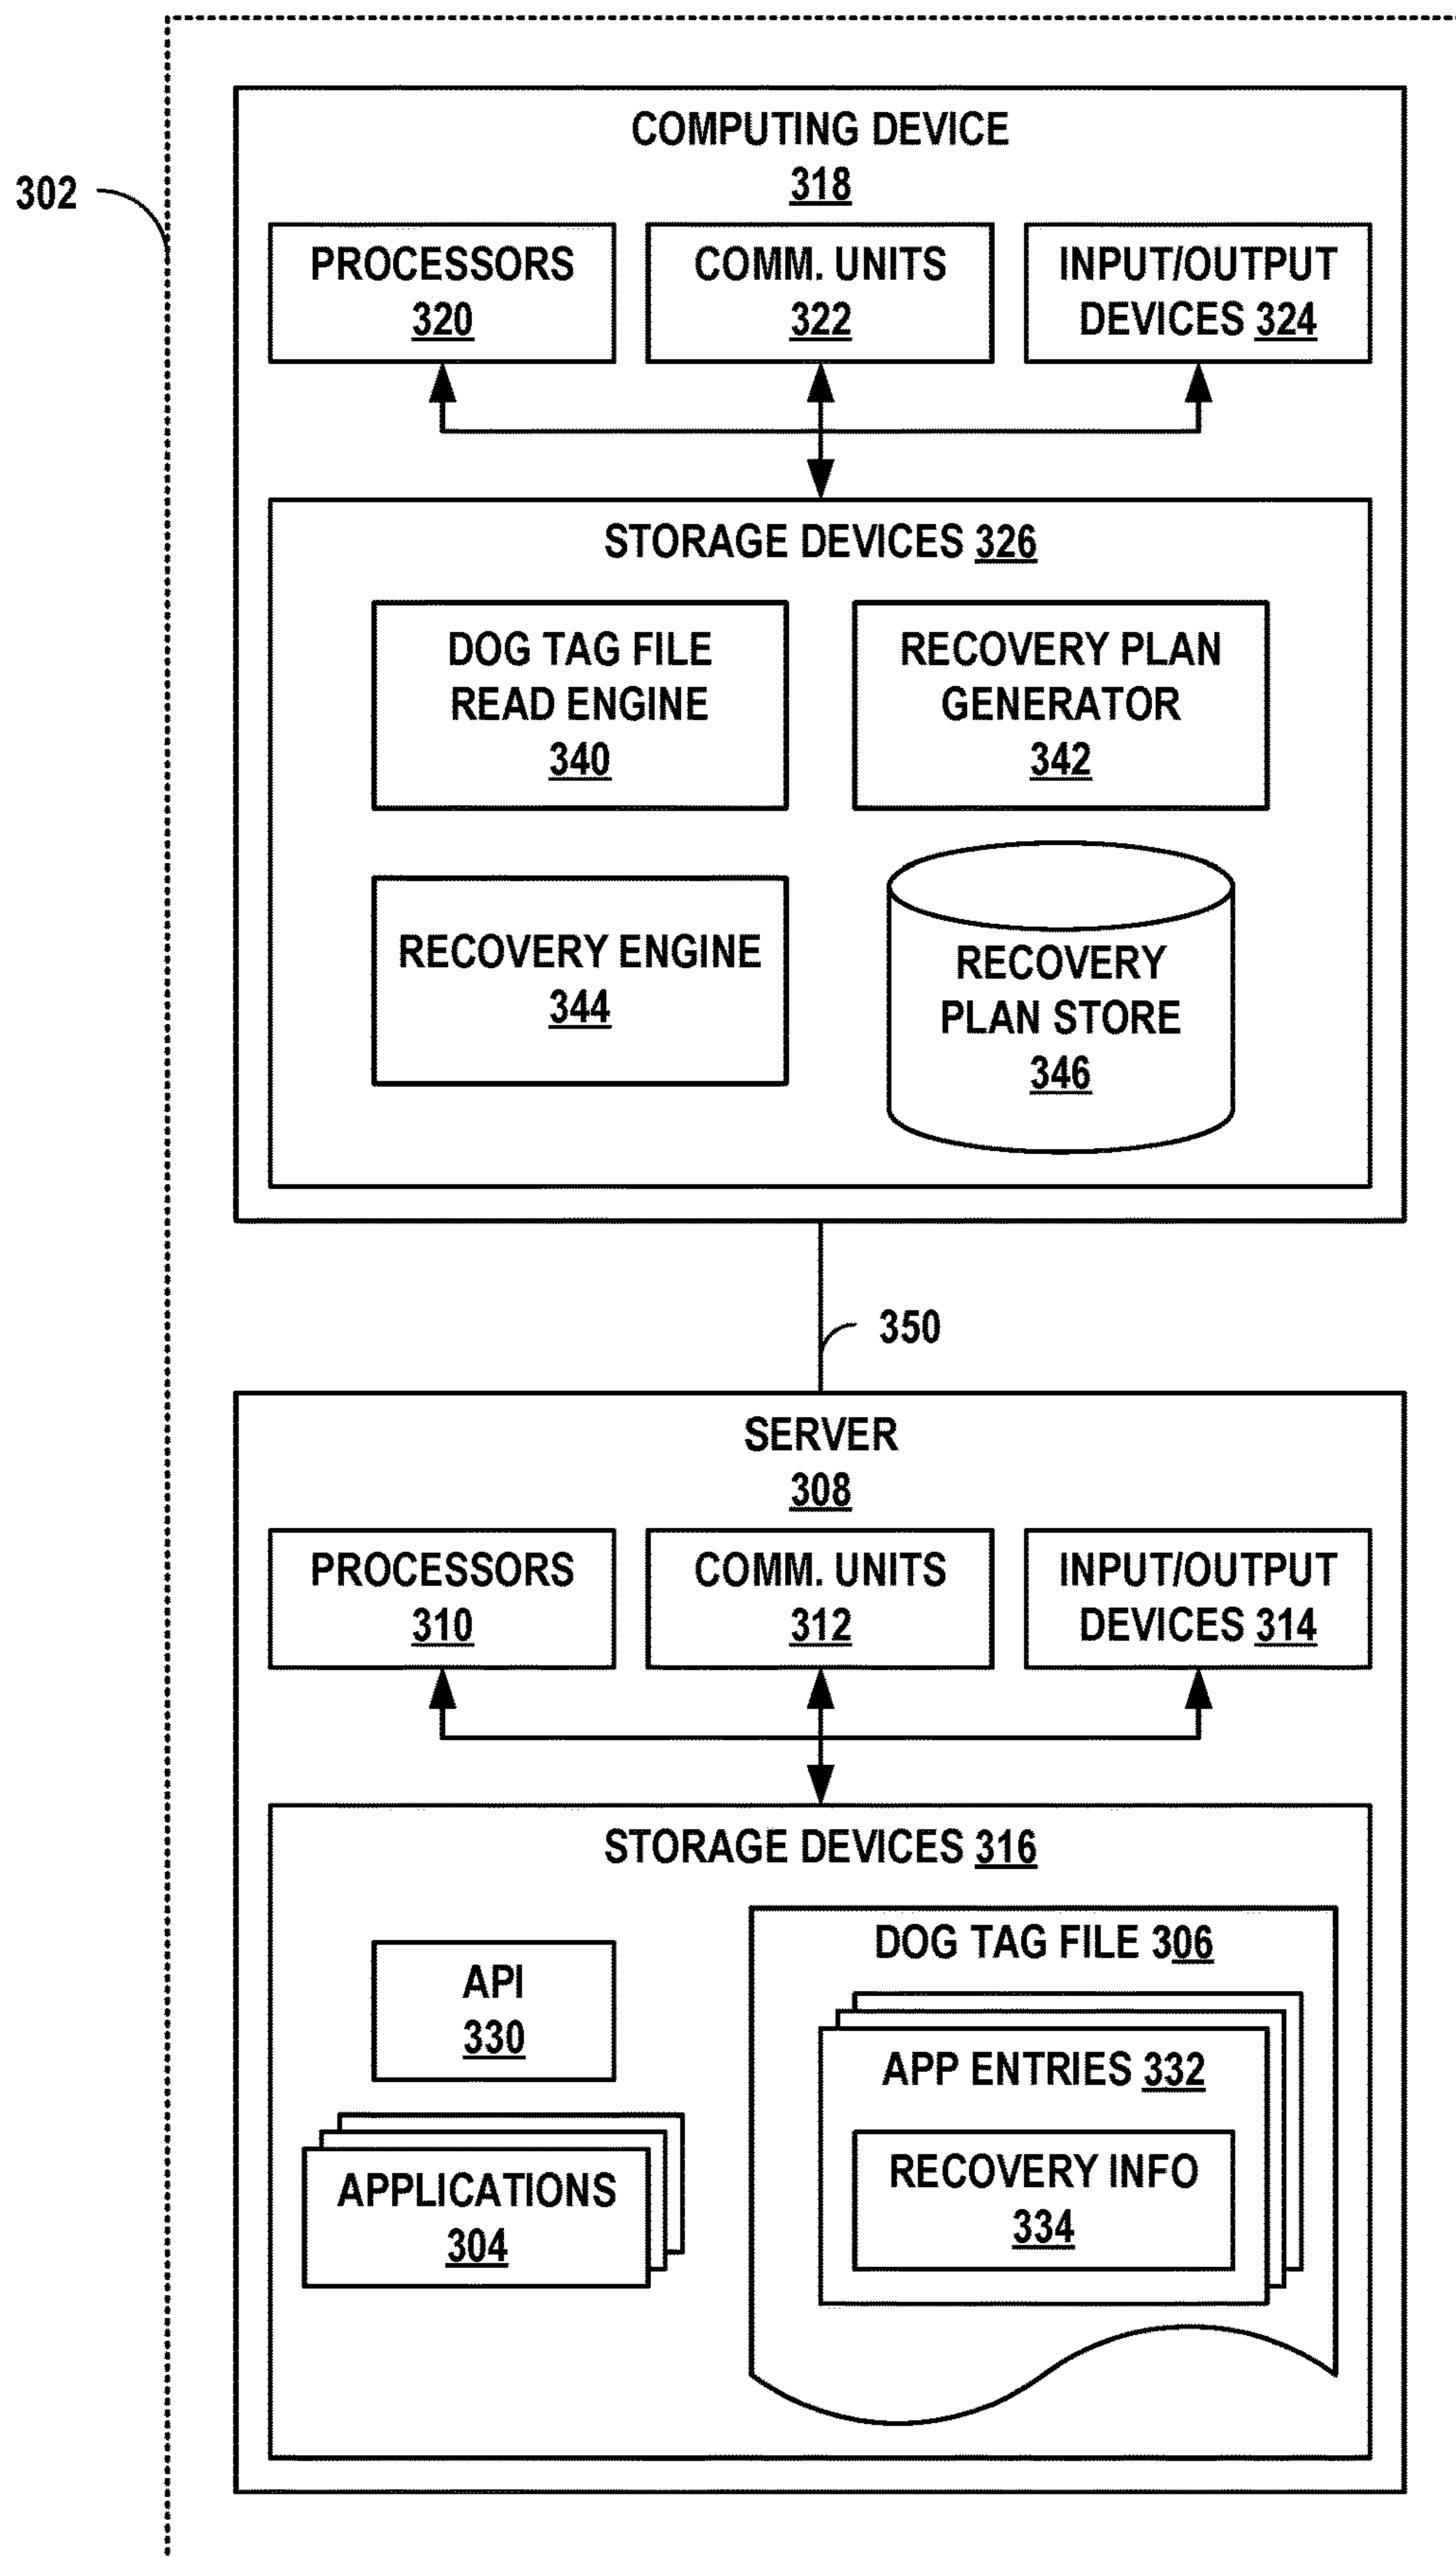 COMPUTING DEVICE
318
302
PROCESSORS
320
COMM. UNITS
322
INPUT/OUTPUT
DEVICES 324
STORAGE DEVICES 326
DOG TAG FILE
READ ENGINE
340
RECOVERY PLAN
GENERATOR
342
RECOVERY ENGINE
344
RECOVERY
PLAN STORE
346
350
SERVER
308
PROCESSORS
310
COMM. UNITS
312
INPUT/OUTPUT
DEVICES 314
STORAGE DEVICES 316
API
330
APPLICATIONS
304
DOG TAG FILE 306
APP ENTRIES 332
RECOVERY INFO
334